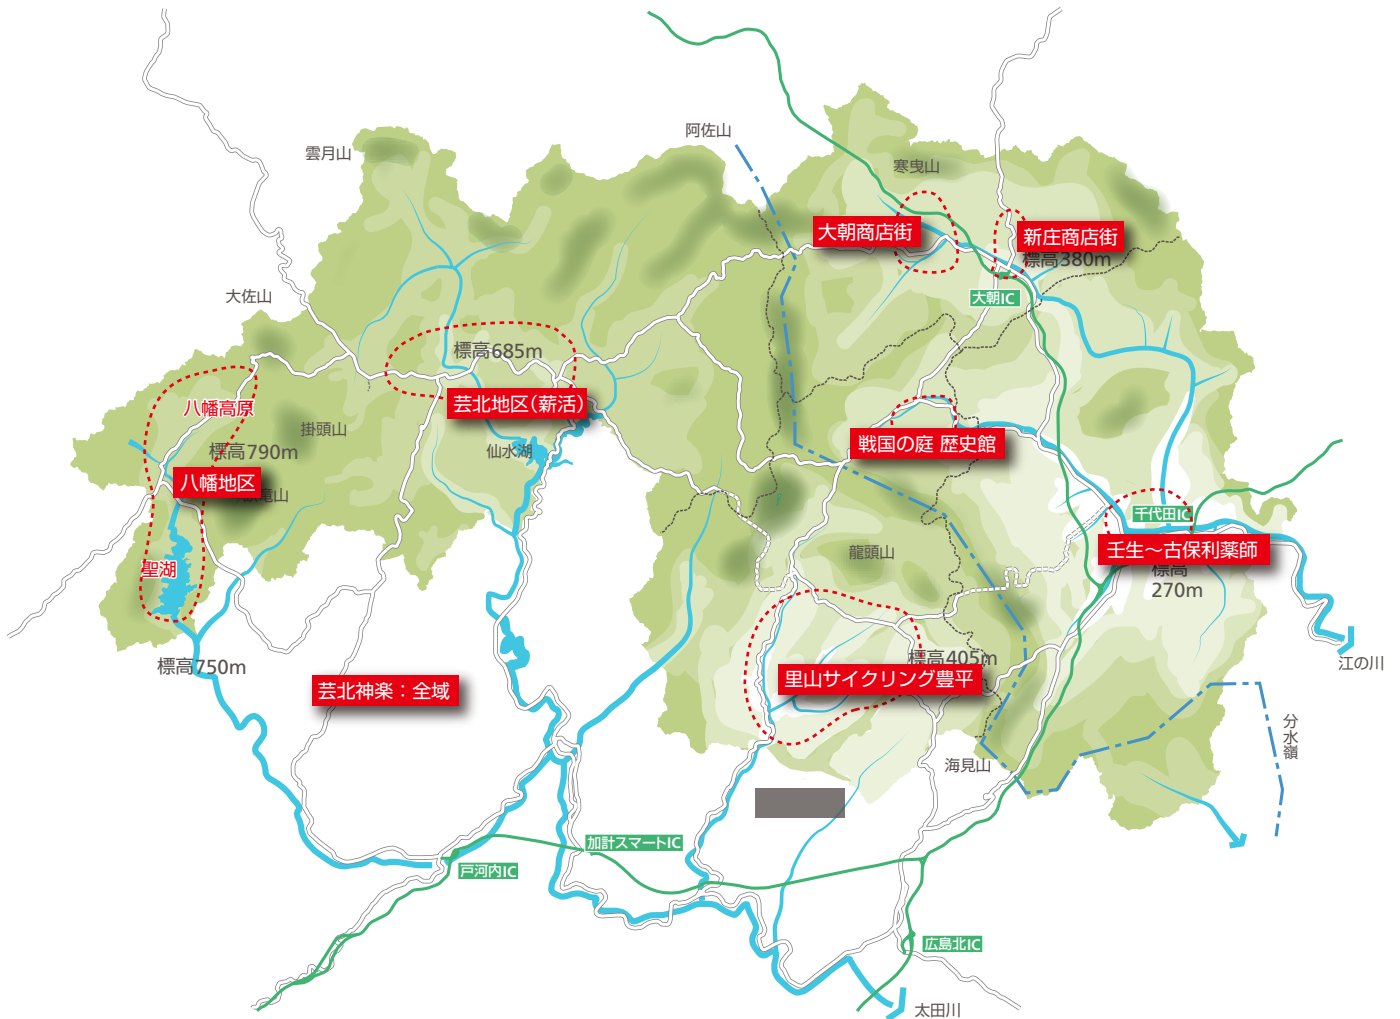 阿佐山
雲月山
寒曳山
大朝商店街
新庄商店街
標高380m
大佐山
大朝IC
標高685m
八幡高原
芸北地区(薪活)
掛頭山
標高790m
仙水湖
戦国の庭 歴史館
八幡地区
千代田IC
龍頭山
壬生〜古保利薬師
聖湖
標高
270m
標高750m
標高405m
江の川
里山サイクリング豊平
芸北神楽：全域
分水嶺
海見山
加計スマートIC
戸河内IC
広島北IC
太田川